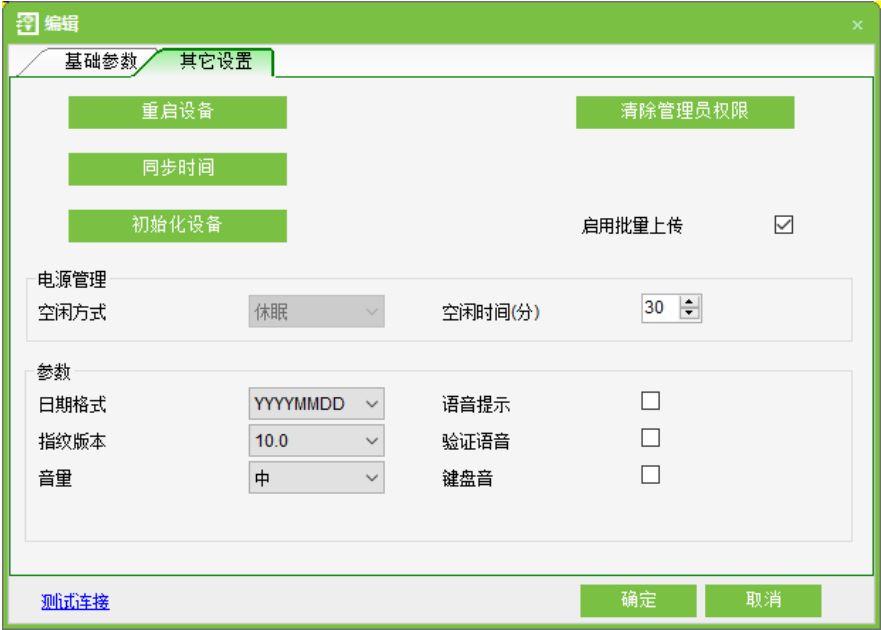 编辑
基础参数 其它设置
重启设备 清除管理员权限
同步时间
初始化设备 启用批量上传
电源管理
空闲方式 休眠 空闲时间(分) 30
参数
日期格式 YYYYMMDD 语音提示
指纹版本 10.0 验证语音
音量 中 键盘音
测试连接 确定 取消